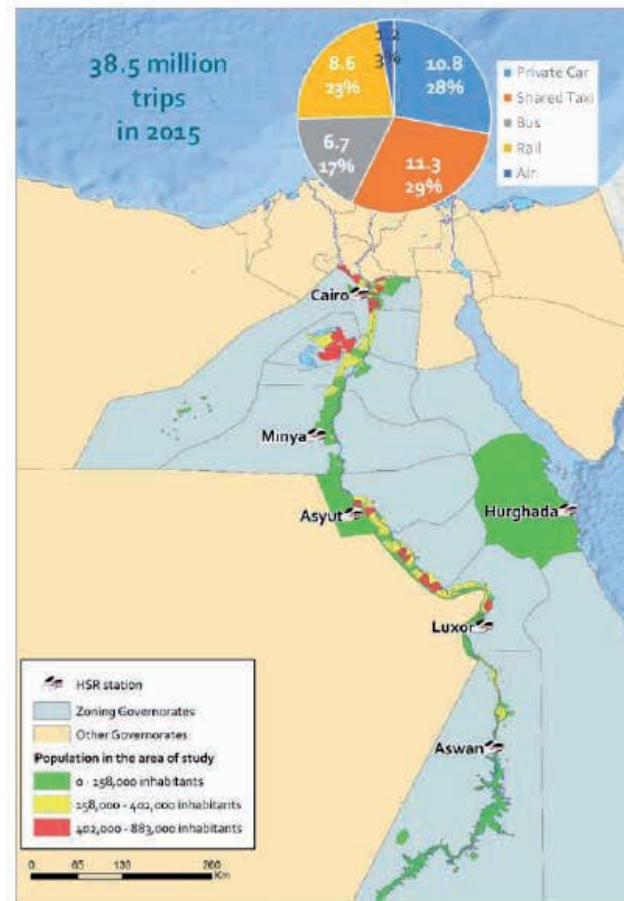 38.5 million
trips
in 2015
1.2
3%
8.6
23%
10.8
28%
6.7
17%
11.3
29%
Private Car
Shared Taxi
Bus
Rail
Air
Cairo
Minya
Asyut
Hurghada
Luxor
Aswan
HSR station
Zoning Governorates
Other Governorates
Population in the area of study
0 - 158,000 inhabitants
158,000 - 402,000 inhabitants
402,000 - 883,000 inhabitants
0 65 130 260
Km